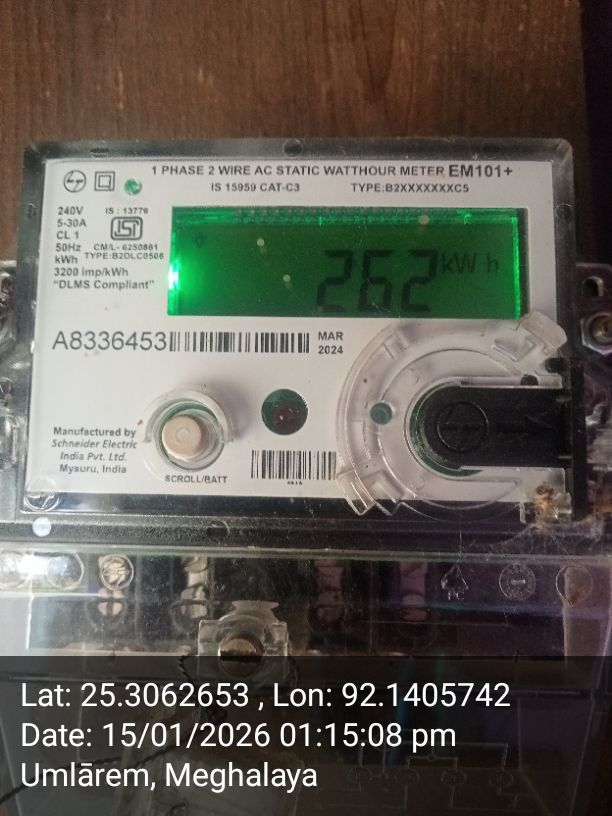 1 PHASE 2 WIRE AC STATIC WATTHOUR METER EM101+
IS 15959 CAT-C3 TYPE:B2XXXXXXXC5
240V
5-30A
CL 1
50Hz
kWh
3200 imp/kWh
"DLMS Compliant"
IS : 13779
ISI
CM/L- 6250861
TYPE:B2DLC0506
262 kWh
A8336453
MAR
2024
Manufactured by
Schneider Electric
India Pvt. Ltd.
Mysuru, India
SCROLL/BATT
Lat: 25.3062653 , Lon: 92.1405742
Date: 15/01/2026 01:15:08 pm
Umlārem, Meghalaya